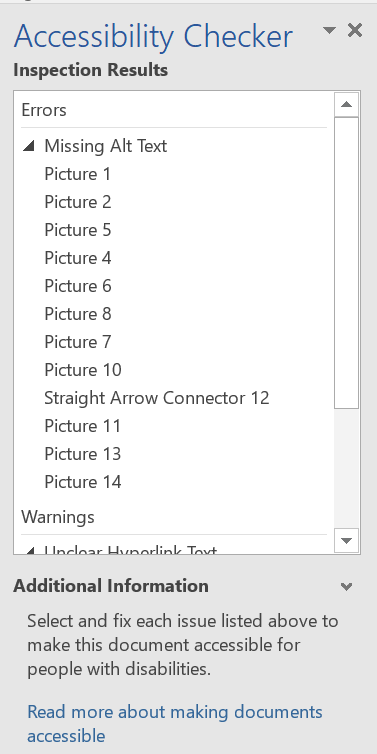 Accessibility Checker
Inspection Results
Errors
Missing Alt Text
Picture 1
Picture 2
Picture 5
Picture 4
Picture 6
Picture 8
Picture 7
Picture 10
Straight Arrow Connector 12
Picture 11
Picture 13
Picture 14
Warnings
Unclear Hyperlink Text
Additional Information
Select and fix each issue listed above to
make this document accessible for
people with disabilities.
Read more about making documents
accessible